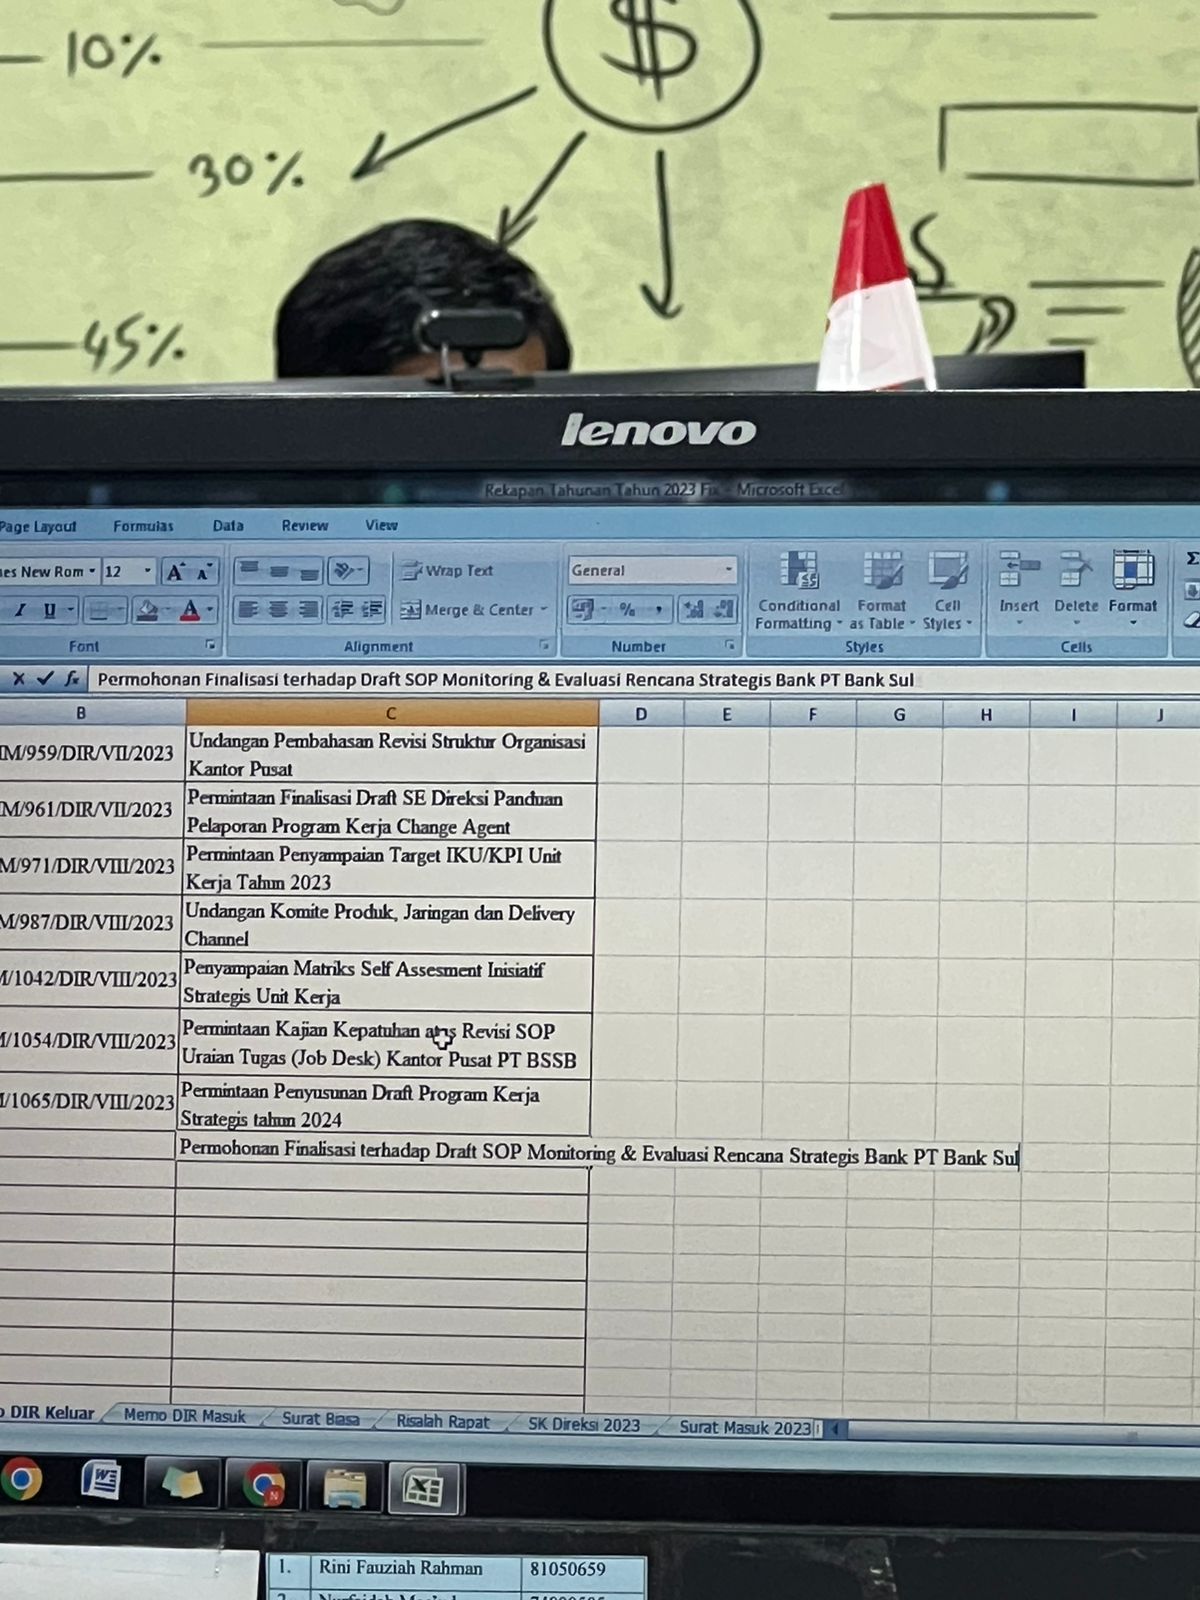 10%
$
30%
45%
S
lenovo
Rekapan Tahunan Tahun 2023 Fix - Microsoft Excel
Page Layout Formulas Data Review View
es New Rom 12 A A Wrap Text General
I U A Merge & Center % , Conditional Formatting Format as Table Cell Styles Insert Delete Format Σ
Font Alignment Number Styles Cells
X ✓ fx Permohonan Finalisasi terhadap Draft SOP Monitoring & Evaluasi Rencana Strategis Bank PT Bank Sul
B C D E F G H I J
M/959/DIR/VII/2023 Undangan Pembahasan Revisi Struktur Organisasi
Kantor Pusat
M/961/DIR/VII/2023 Permintaan Finalisasi Draft SE Direksi Panduan
Pelaporan Program Kerja Change Agent
M/971/DIR/VIII/2023 Permintaan Penyampaian Target IKU/KPI Unit
Kerja Tahun 2023
M/987/DIR/VIII/2023 Undangan Komite Produk, Jaringan dan Delivery
Channel
/1042/DIR/VIII/2023 Penyampaian Matriks Self Assesment Inisiatif
Strategis Unit Kerja
/1054/DIR/VIII/2023 Permintaan Kajian Kepatuhan atas Revisi SOP
Uraian Tugas (Job Desk) Kantor Pusat PT BSSB
/1065/DIR/VIII/2023 Permintaan Penyusunan Draft Program Kerja
Strategis tahun 2024
Permohonan Finalisasi terhadap Draft SOP Monitoring & Evaluasi Rencana Strategis Bank PT Bank Sul
DIR Keluar Memo DIR Masuk Surat Biasa Risalah Rapat SK Direksi 2023 Surat Masuk 2023
1. Rini Fauziah Rahman 81050659